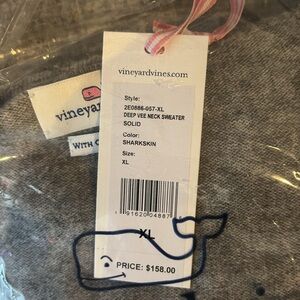 vineyardvines.com
Style:
2E0886-057-XL
DEEP VEE NECK SWEATER
SOLID
Color:
SHARKSKIN
Size:
XL
XL
PRICE: $158.00
viney
WITH